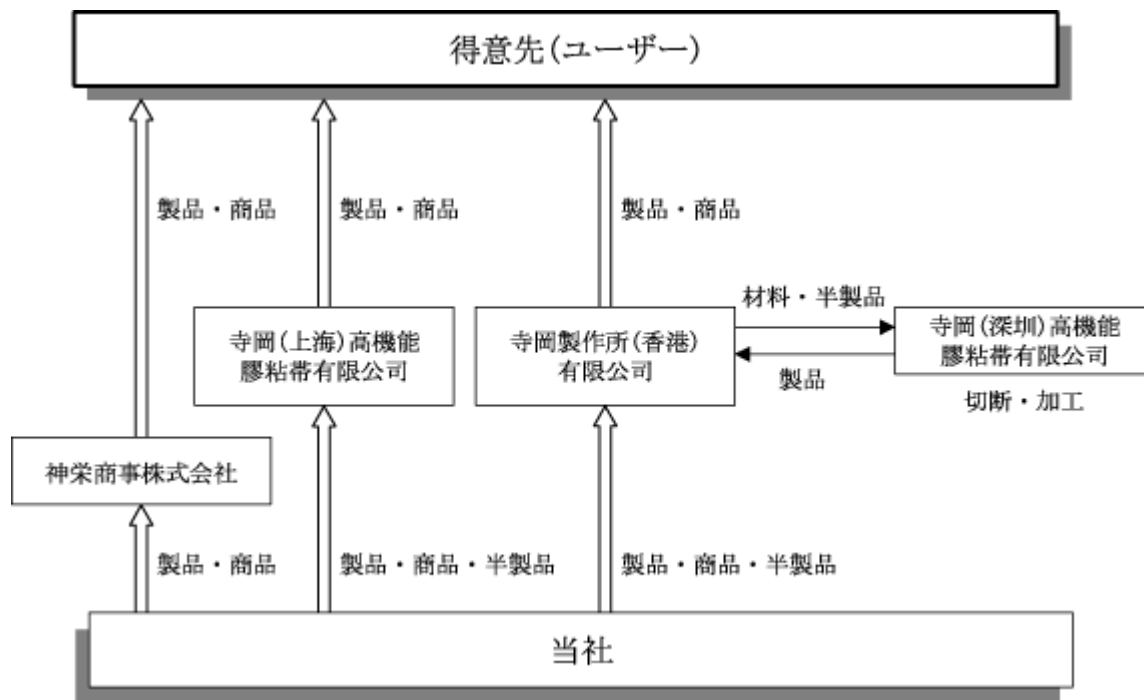 得意先(ユーザー)
製品・商品
製品・商品
製品・商品
材料・半製品
寺岡(上海)高機能
膠粘帯有限公司
寺岡製作所(香港)
有限公司
寺岡(深圳)高機能
膠粘帯有限公司
製品
切断・加工
神栄商事株式会社
製品・商品
製品・商品・半製品
製品・商品・半製品
当社